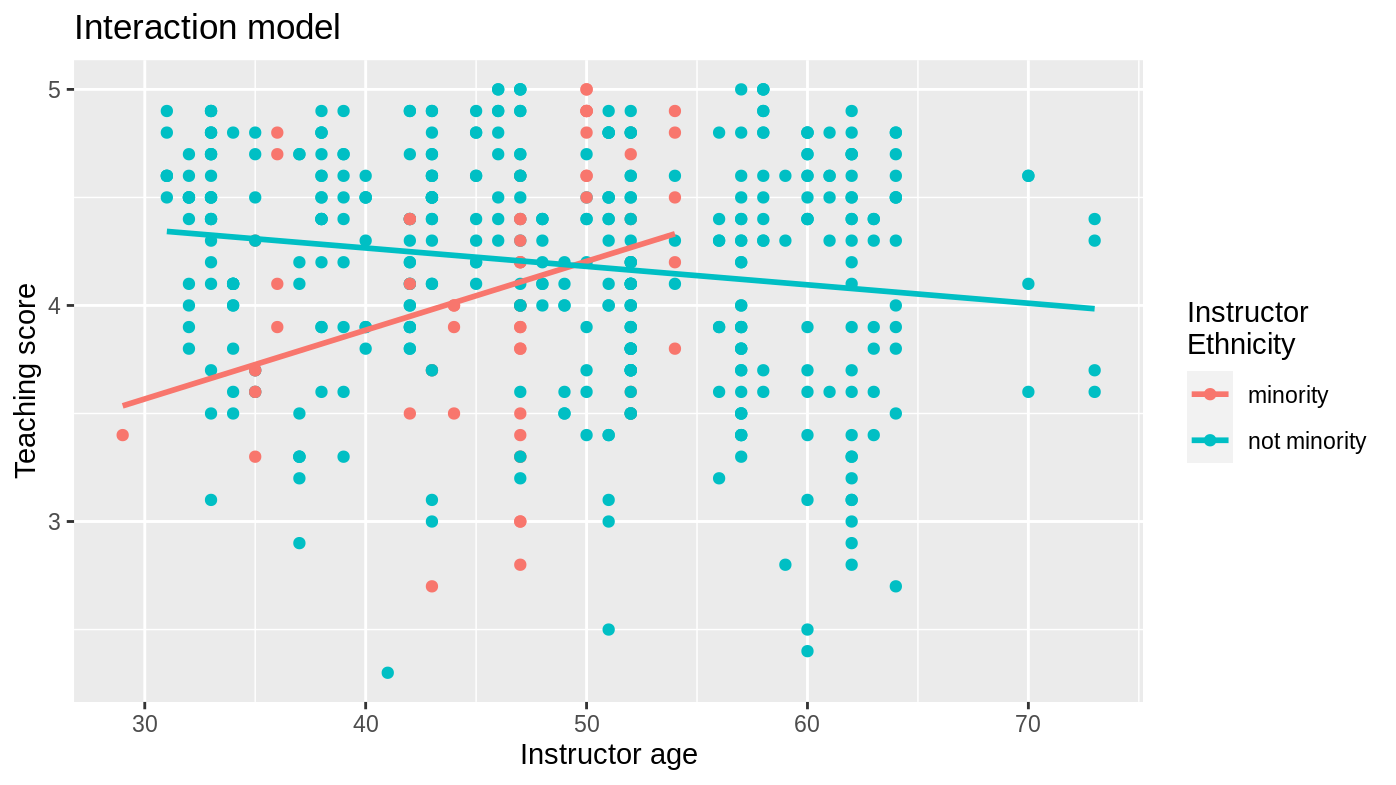 Interaction model
5
4
3
Teaching score
30
40
50
60
70
Instructor age
Instructor
Ethnicity
minority
not minority